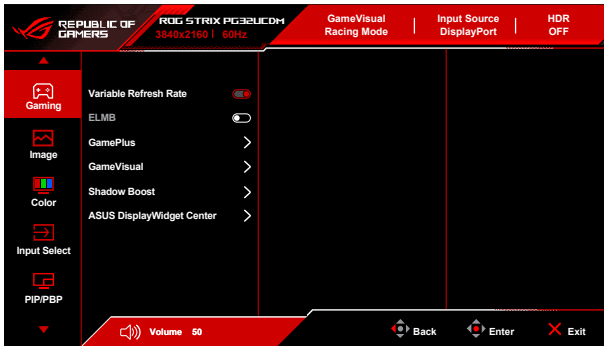 REPUBLIC OF
GAMERS
ROG STRIX PG32UCDM
3840x2160 | 60Hz
GameVisual
Racing Mode
Input Source
DisplayPort
HDR
OFF
Gaming
Image
Color
Input Select
PIP/PBP
Variable Refresh Rate
ELMB
GamePlus
GameVisual
Shadow Boost
ASUS DisplayWidget Center
Volume 50
Back
Enter
Exit